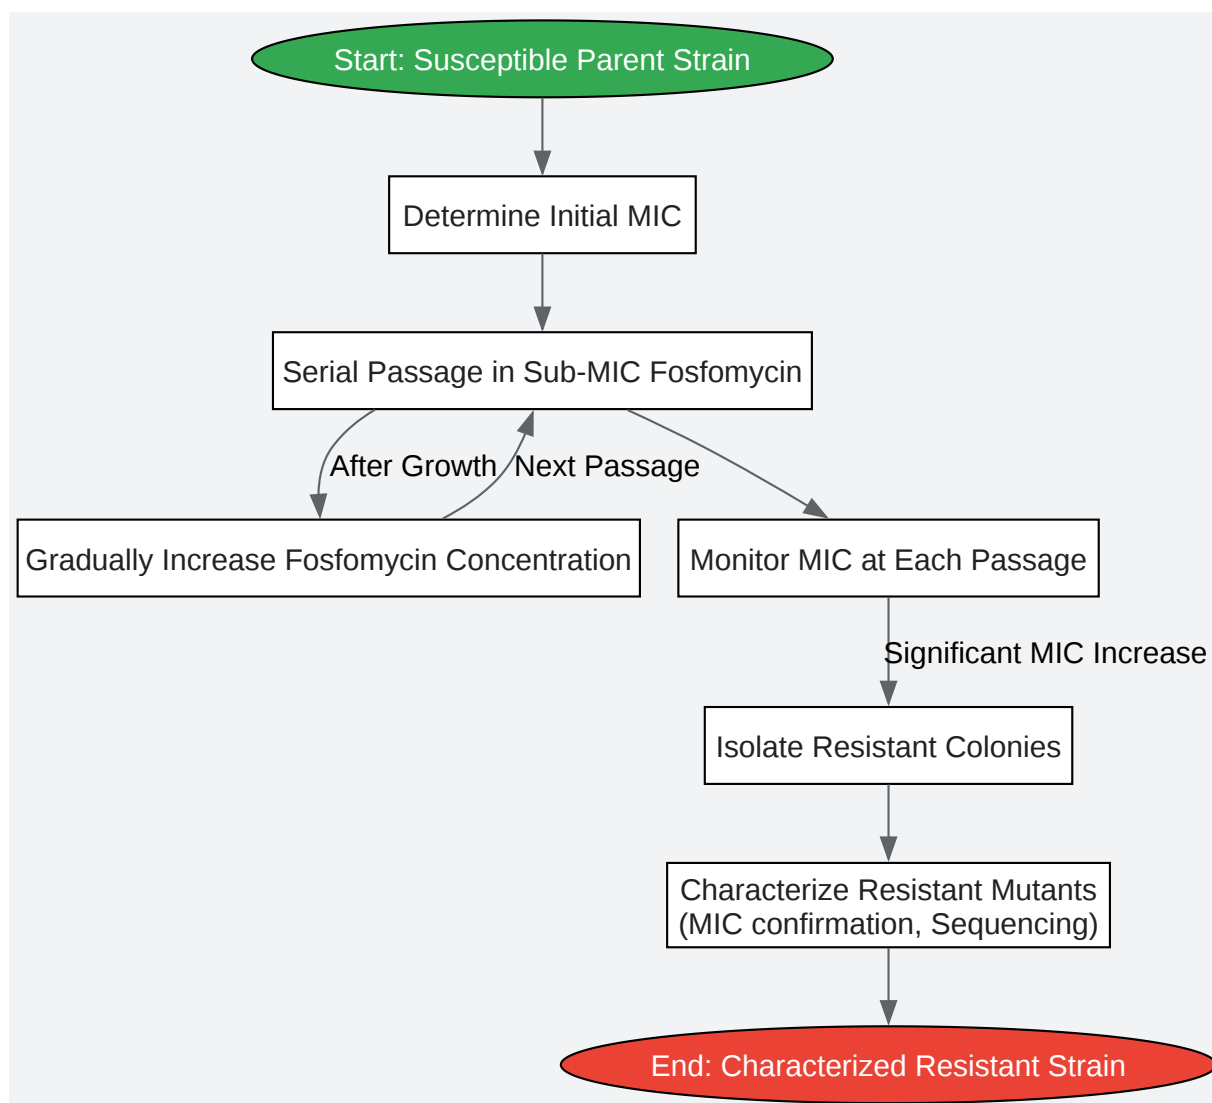 Start: Susceptible Parent Strain
Determine Initial MIC
Serial Passage in Sub-MIC Fosfomycin
After Growth
Next Passage
Gradually Increase Fosfomycin Concentration
Monitor MIC at Each Passage
Significant MIC Increase
Isolate Resistant Colonies
Characterize Resistant Mutants
(MIC confirmation, Sequencing)
End: Characterized Resistant Strain